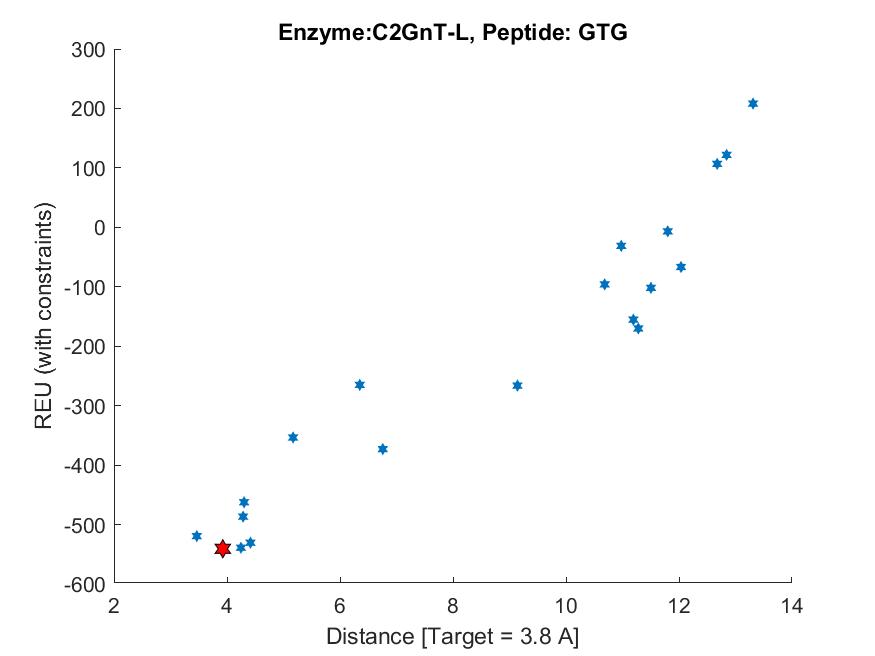 Enzyme:C2GnT-L, Peptide: GTG
300
200
100
0
-100
-200
-300
-400
-500
-600
REU (with constraints)
2 4 6 8 10 12 14
Distance [Target = 3.8 A]